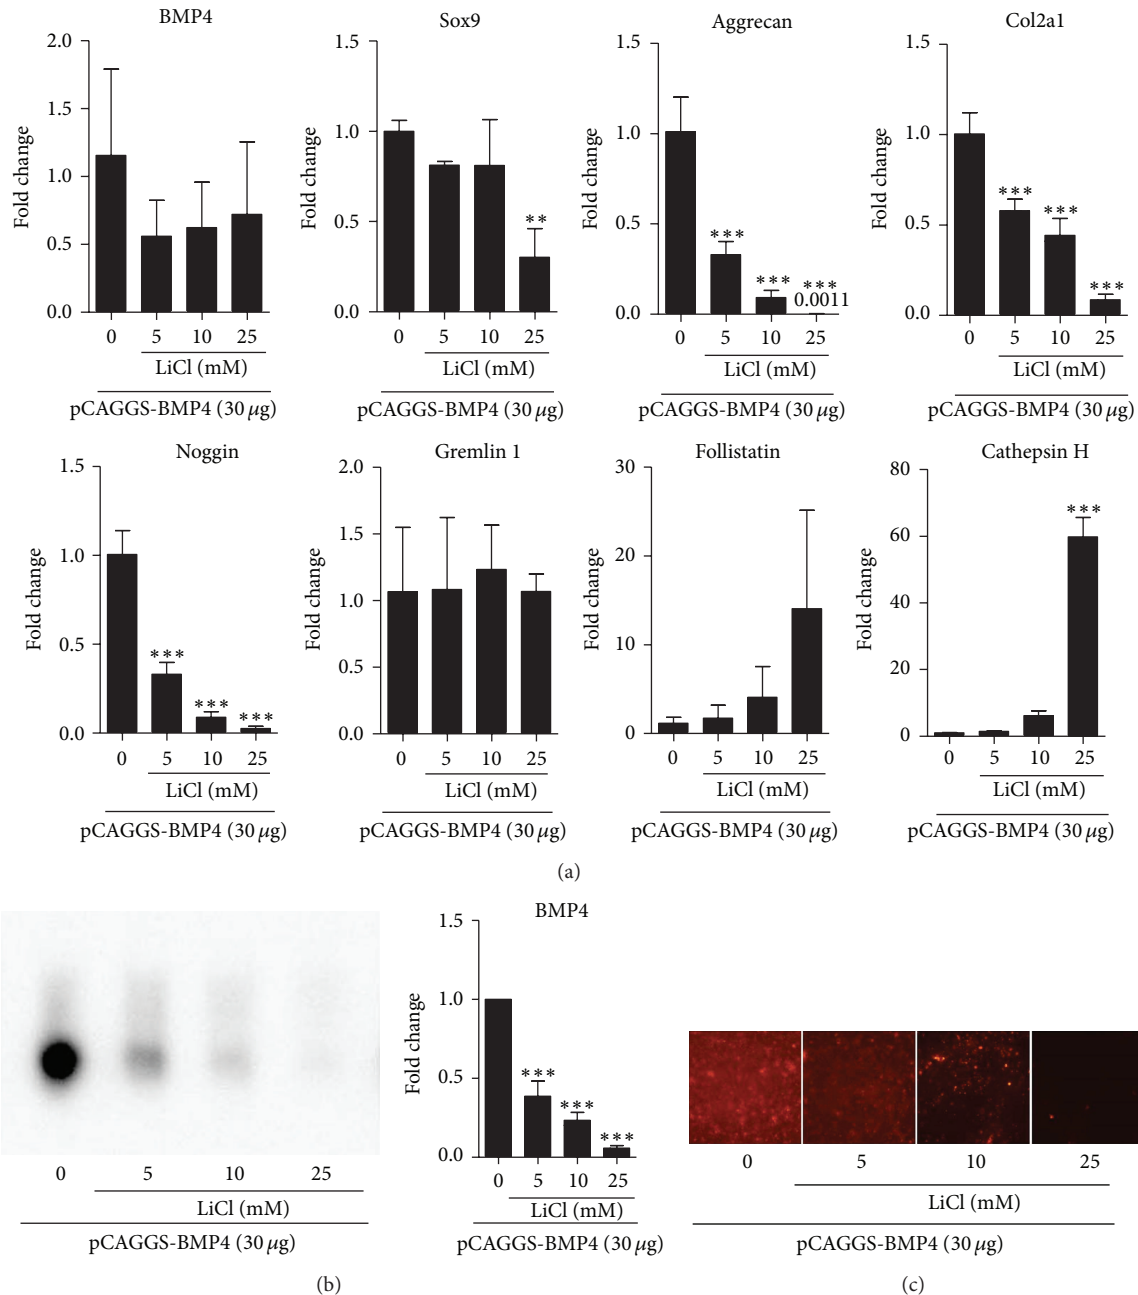 BMP4
Fold change
2.0
1.5
1.0
0.5
0.0
0 5 10 25
LiCl (mM)
pCAGGS-BMP4 (30 μg)
Sox9
Fold change
1.5
1.0
0.5
0.0
**
0 5 10 25
LiCl (mM)
pCAGGS-BMP4 (30 μg)
Aggrecan
Fold change
1.5
1.0
0.5
0.0
*** *** ***
0.0011
0 5 10 25
LiCl (mM)
pCAGGS-BMP4 (30 μg)
Col2a1
Fold change
1.5
1.0
0.5
0.0
*** *** ***
0 5 10 25
LiCl (mM)
pCAGGS-BMP4 (30 μg)
Noggin
Fold change
1.5
1.0
0.5
0.0
*** *** ***
0 5 10 25
LiCl (mM)
pCAGGS-BMP4 (30 μg)
Gremlin 1
Fold change
2.0
1.5
1.0
0.5
0.0
0 5 10 25
LiCl (mM)
pCAGGS-BMP4 (30 μg)
Follistatin
Fold change
30
20
10
0
0 5 10 25
LiCl (mM)
pCAGGS-BMP4 (30 μg)
Cathepsin H
Fold change
80
60
40
20
0
***
0 5 10 25
LiCl (mM)
pCAGGS-BMP4 (30 μg)
(a)
0 5 10 25
LiCl (mM)
pCAGGS-BMP4 (30 μg)
BMP4
Fold change
1.5
1.0
0.5
0.0
*** *** ***
0 5 10 25
LiCl (mM)
pCAGGS-BMP4 (30 μg)
(b)
0 5 10 25
LiCl (mM)
pCAGGS-BMP4 (30 μg)
(c)